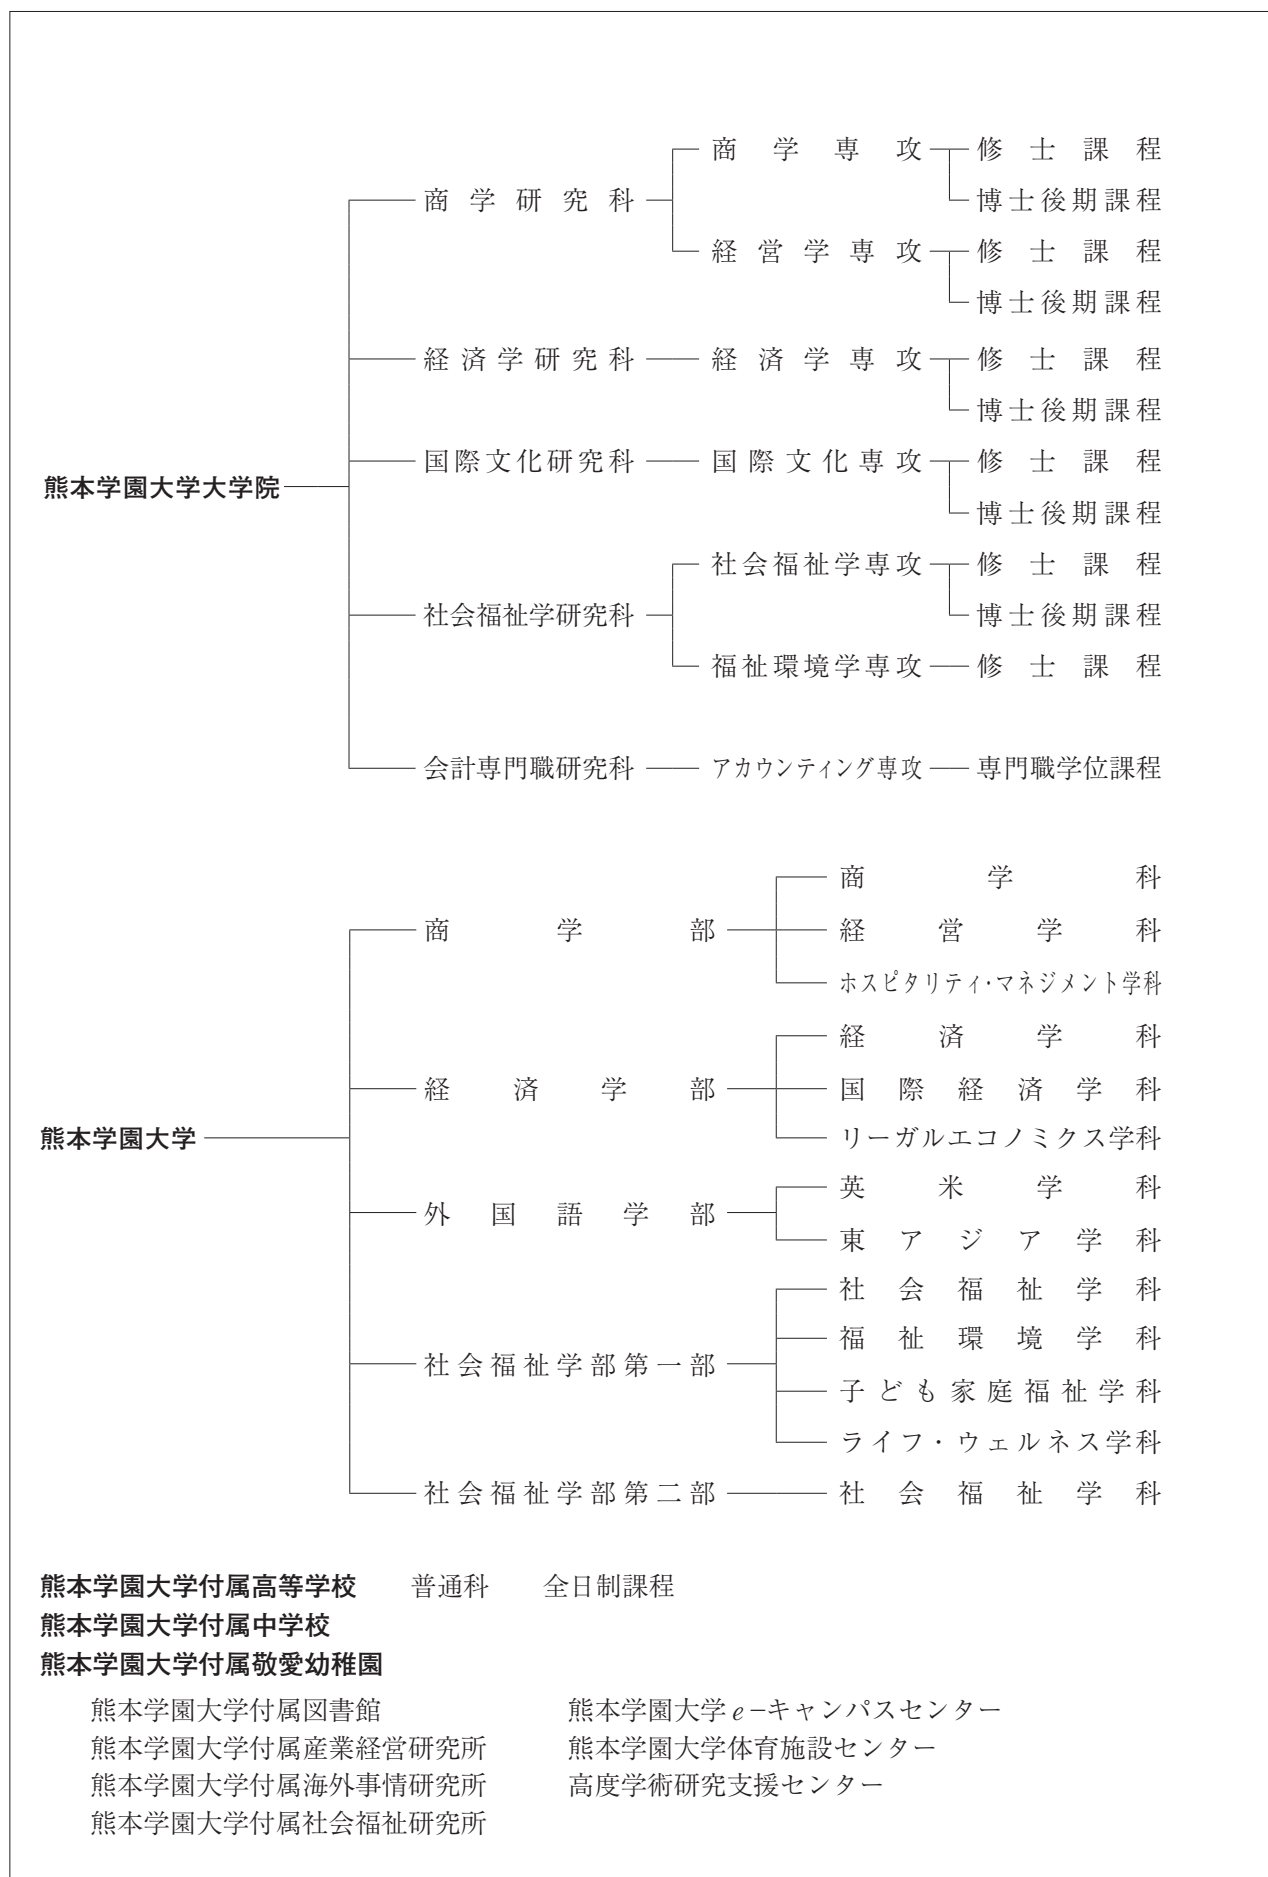 商学専攻 修士課程
商学研究科 博士後期課程
経営学専攻 修士課程
博士後期課程
経済学研究科 経済学専攻 修士課程
博士後期課程
国際文化研究科 国際文化専攻 修士課程
熊本学園大学大学院
博士後期課程
社会福祉学専攻 修士課程
社会福祉学研究科 博士後期課程
福祉環境学専攻 修士課程
会計専門職研究科 アカウンティング専攻 専門職学位課程
商学科
商学部 経営学科
ホスピタリティ・マネジメント学科
経済学科
経済学部 国際経済学科
熊本学園大学 リーガルエコノミクス学科
英米学科
外国語学部
東アジア学科
社会福祉学科
福祉環境学科
社会福祉学部第一部
子ども家庭福祉学科
ライフ・ウェルネス学科
社会福祉学部第二部 社会福祉学科
熊本学園大学付属高等学校 普通科 全日制課程
熊本学園大学付属中学校
熊本学園大学付属敬愛幼稚園
熊本学園大学付属図書館 熊本学園大学e-キャンパスセンター
熊本学園大学付属産業経営研究所 熊本学園大学体育施設センター
熊本学園大学付属海外事情研究所 高度学術研究支援センター
熊本学園大学付属社会福祉研究所